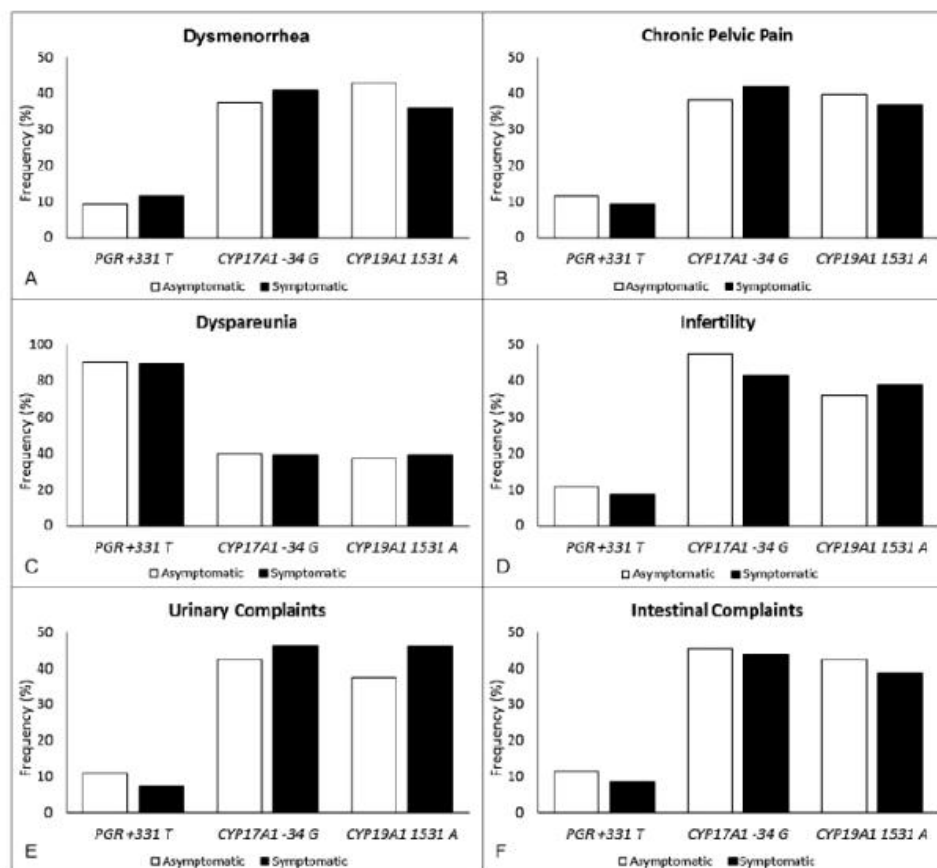 Dysmenorrhea
50
40
30
20
10
0
Frequency (%)
PGR +331 T CYP17A1 -34 G CYP19A1 1531 A
A
Asymptomatic Symptomatic
Chronic Pelvic Pain
50
40
30
20
10
0
Frequency (%)
PGR +331 T CYP17A1 -34 G CYP19A1 1531 A
B
Asymptomatic Symptomatic
Dyspareunia
100
80
60
40
20
0
Frequency (%)
PGR +331 T CYP17A1 -34 G CYP19A1 1531 A
C
Asymptomatic Symptomatic
Infertility
50
40
30
20
10
0
Frequency (%)
PGR +331 T CYP17A1 -34 G CYP19A1 1531 A
D
Asymptomatic Symptomatic
Urinary Complaints
50
40
30
20
10
0
Frequency (%)
PGR +331 T CYP17A1 -34 G CYP19A1 1531 A
E
Asymptomatic Symptomatic
Intestinal Complaints
50
40
30
20
10
0
Frequency (%)
PGR +331 T CYP17A1 -34 G CYP19A1 1531 A
F
Asymptomatic Symptomatic